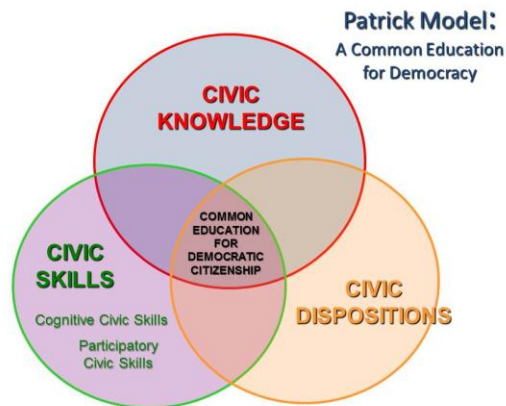 Patrick Model:
A Common Education
for Democracy
CIVIC
KNOWLEDGE
COMMON
EDUCATION
FOR
DEMOCRATIC
CITIZENSHIP
CIVIC
SKILLS
Cognitive Civic Skills
Participatory
Civic Skills
CIVIC
DISPOSITIONS